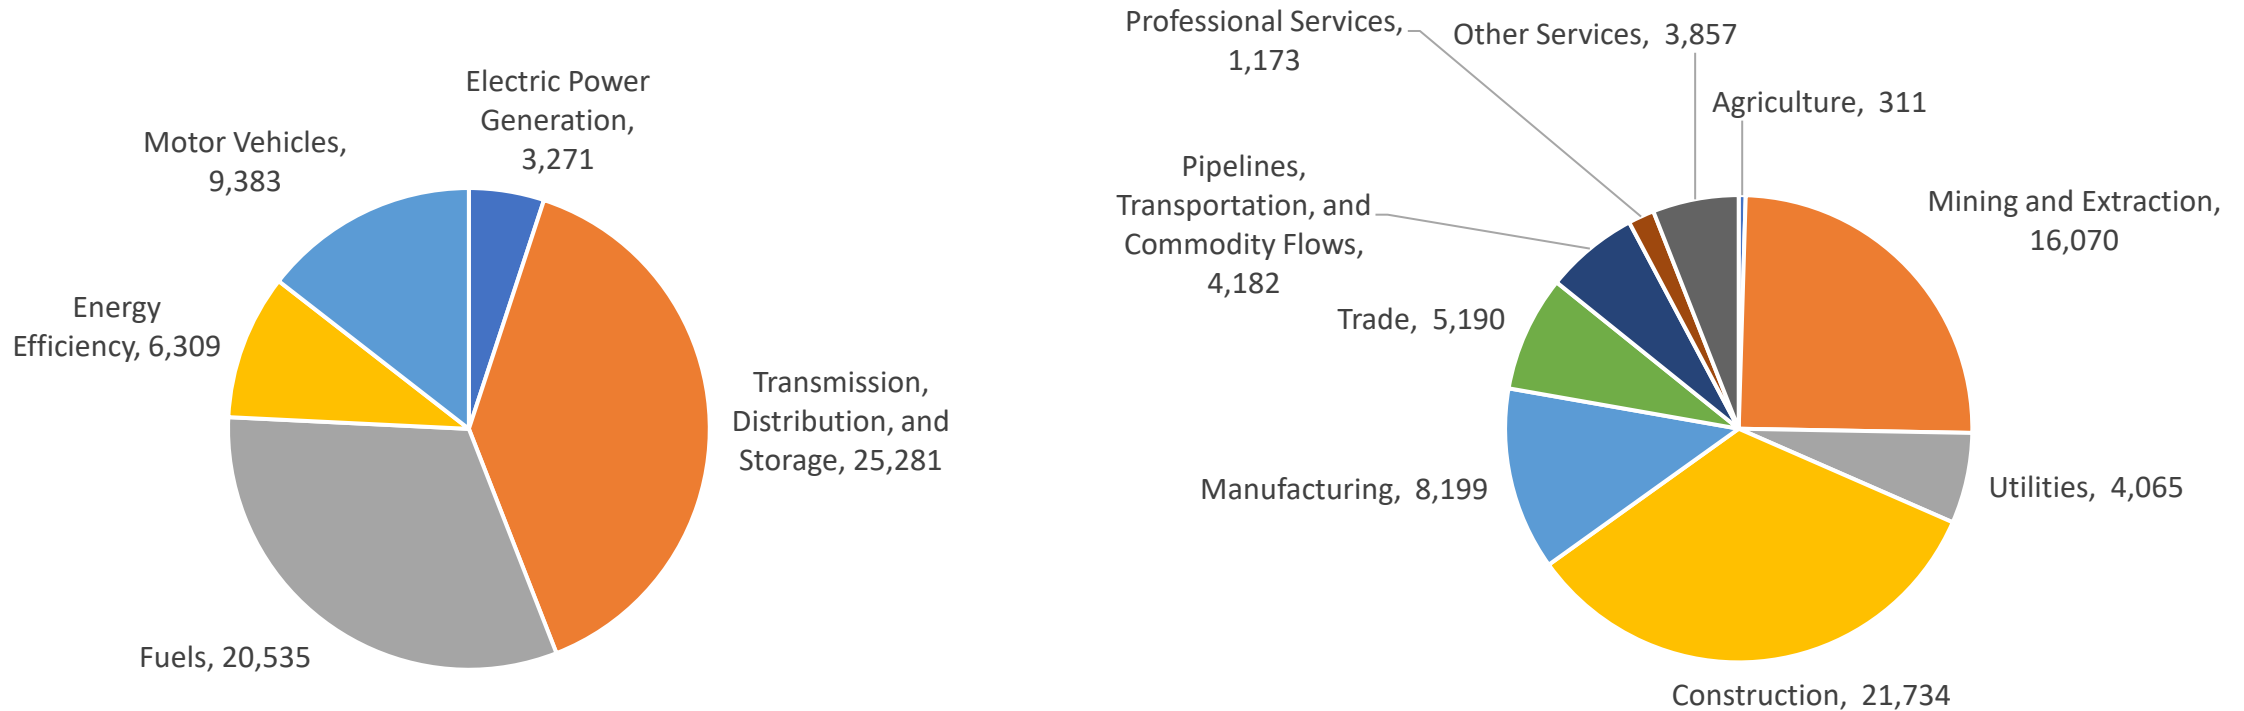 Electric Power
Generation,
3,271
Motor Vehicles,
9,383
Energy
Efficiency, 6,309
Transmission,
Distribution, and
Storage, 25,281
Fuels, 20,535
Professional Services,
1,173
Other Services,  3,857
Agriculture,  311
Pipelines,
Transportation, and
Commodity Flows,
4,182
Mining and Extraction,
16,070
Trade,  5,190
Manufacturing,  8,199
Utilities,  4,065
Construction,  21,734